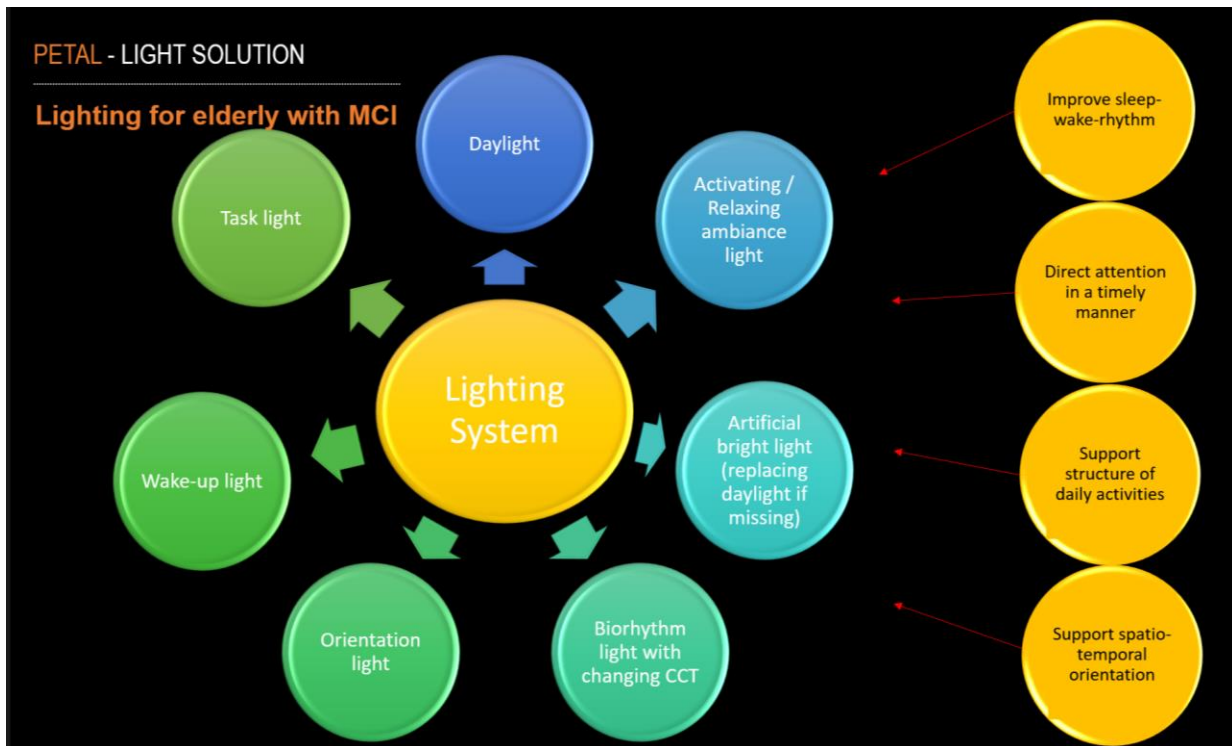 PETAL - LIGHT SOLUTION
Lighting for elderly with MCI
Daylight
Activating /
Relaxing
ambiance
light
Artificial
bright light
(replacing
daylight if
missing)
Biorhythm
light with
changing CCT
Orientation
light
Wake-up light
Task light
Lighting
System
Improve sleep-
wake-rhythm
Direct attention
in a timely
manner
Support
structure of
daily activities
Support spatio-
temporal
orientation